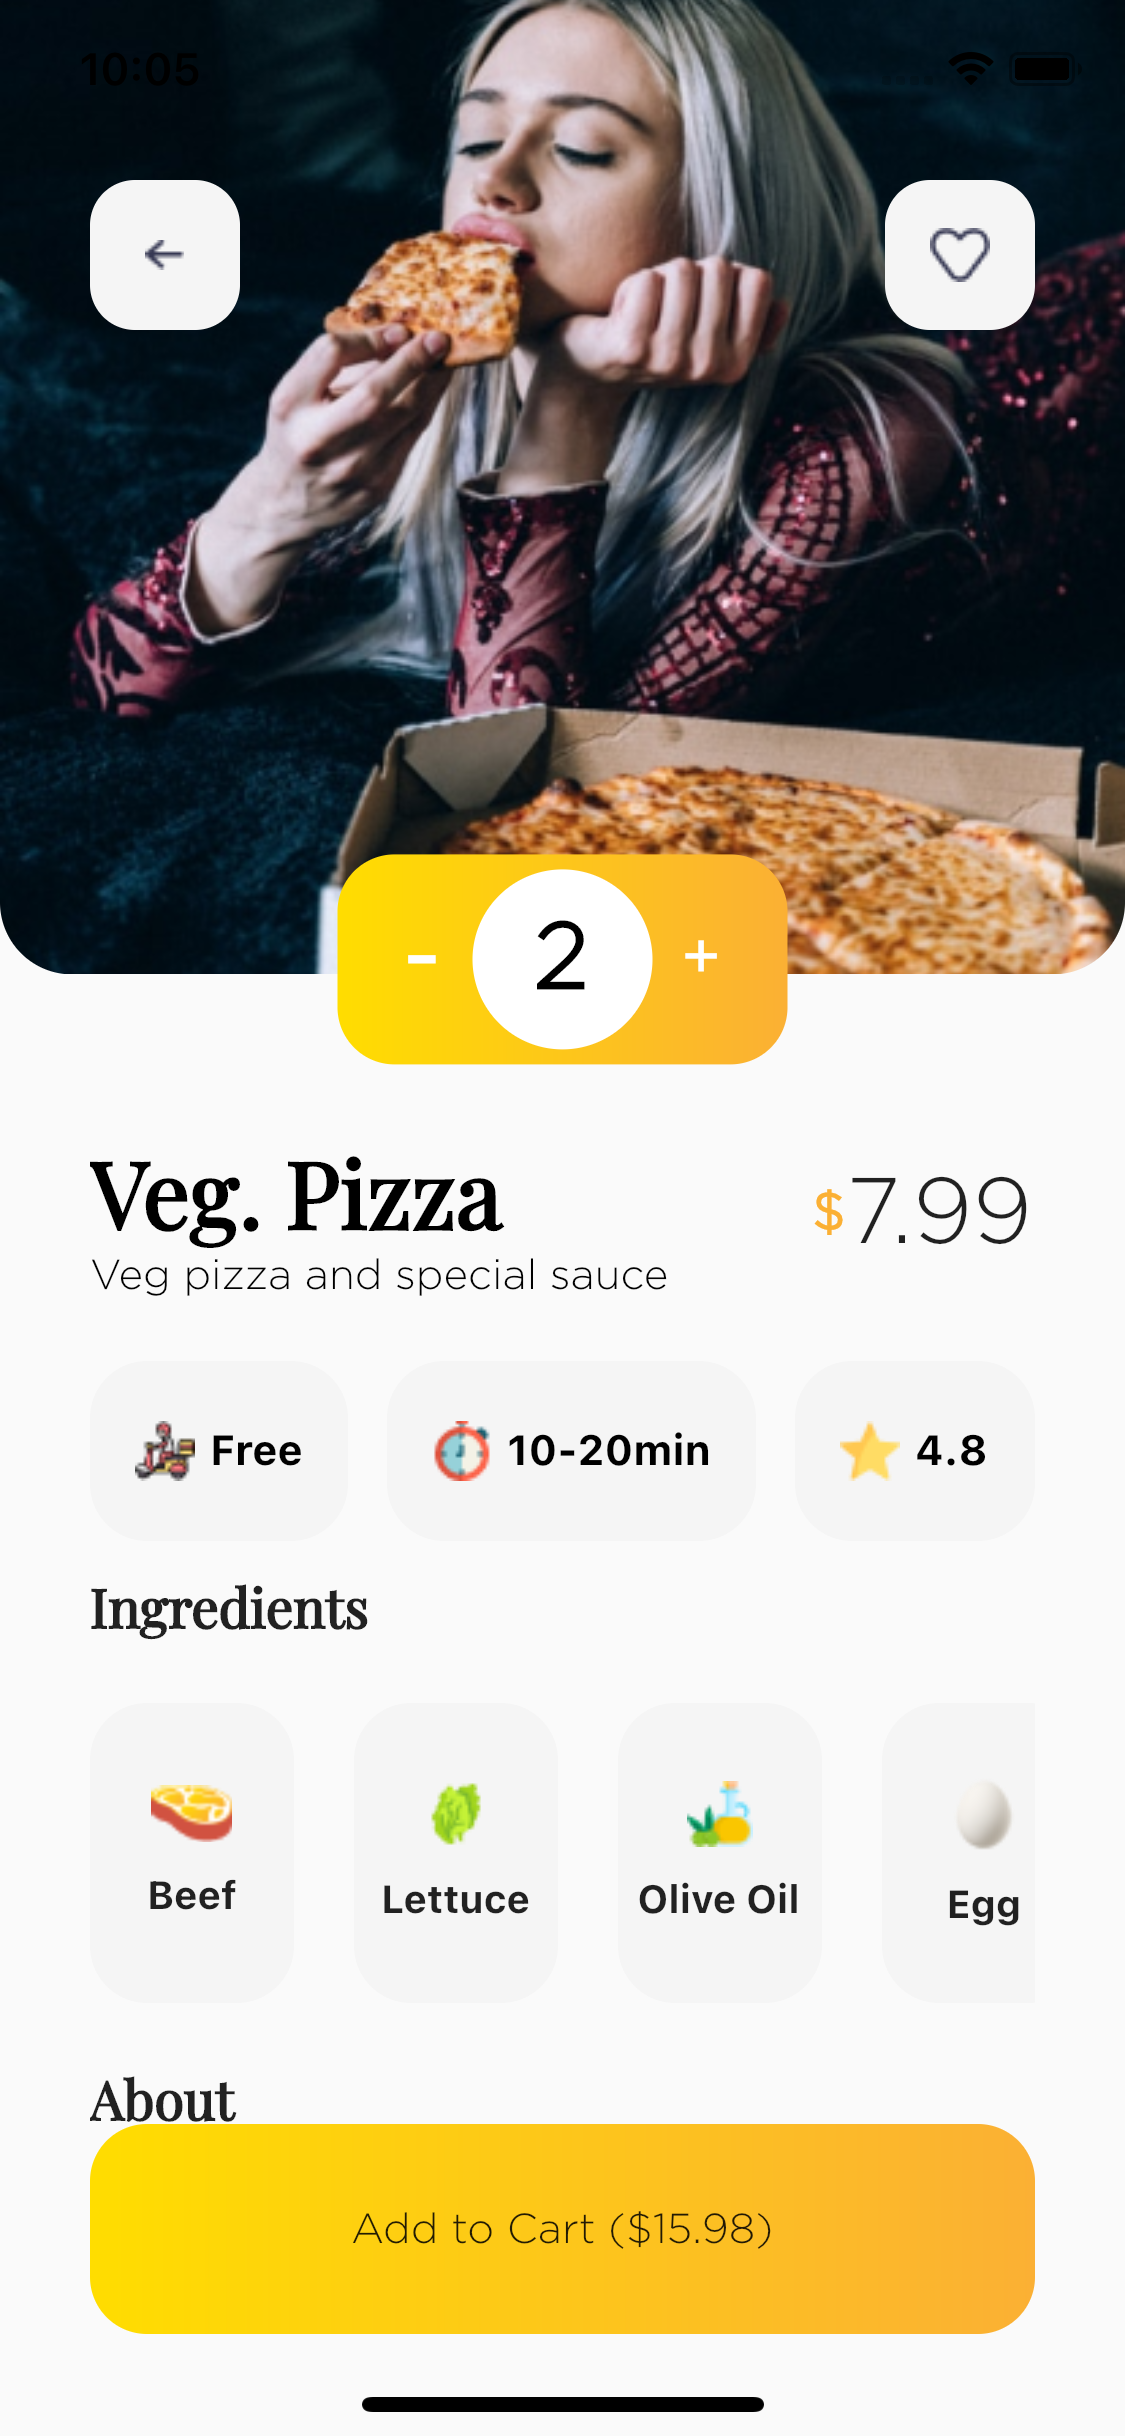 10:05
- 2 +
Veg. Pizza
$7.99
Veg pizza and special sauce
Free
10-20min
4.8
Ingredients
Beef
Lettuce
Olive Oil
Egg
About
Add to Cart ($15.98)